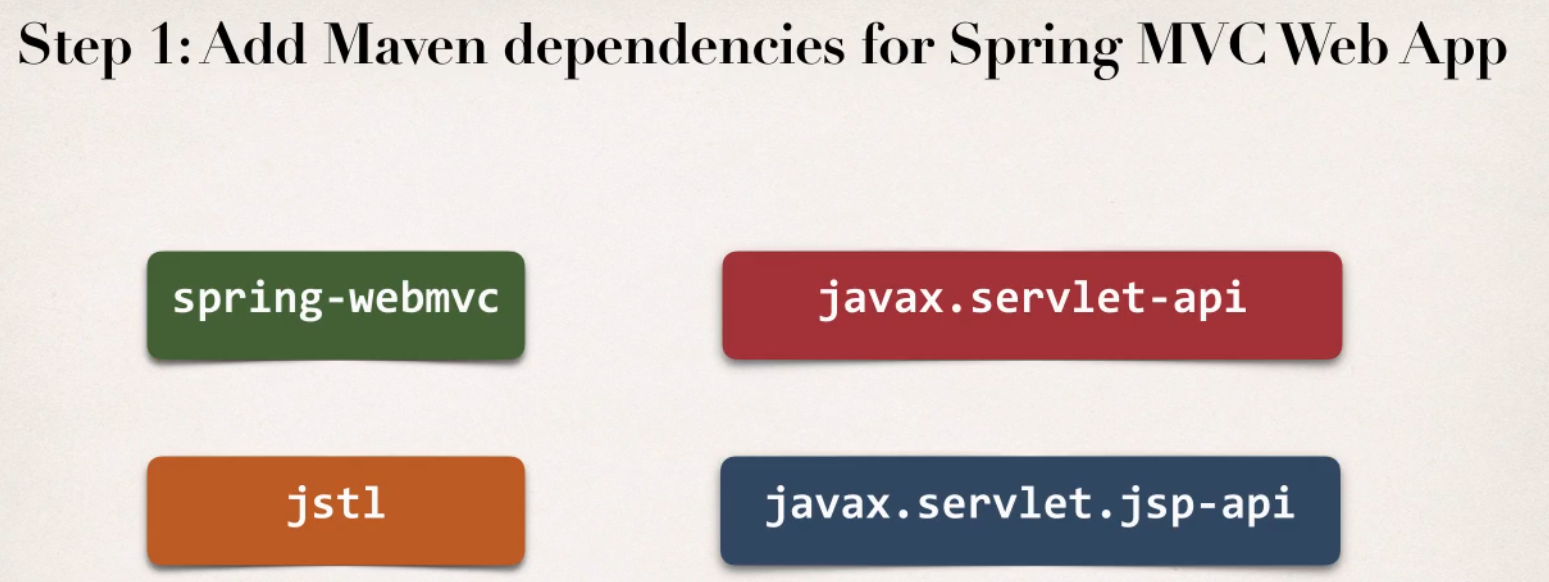 Step 1: Add Maven dependencies for Spring MVC Web App
spring-webmvc
javax.servlet-api
jstl
javax.servlet.jsp-api